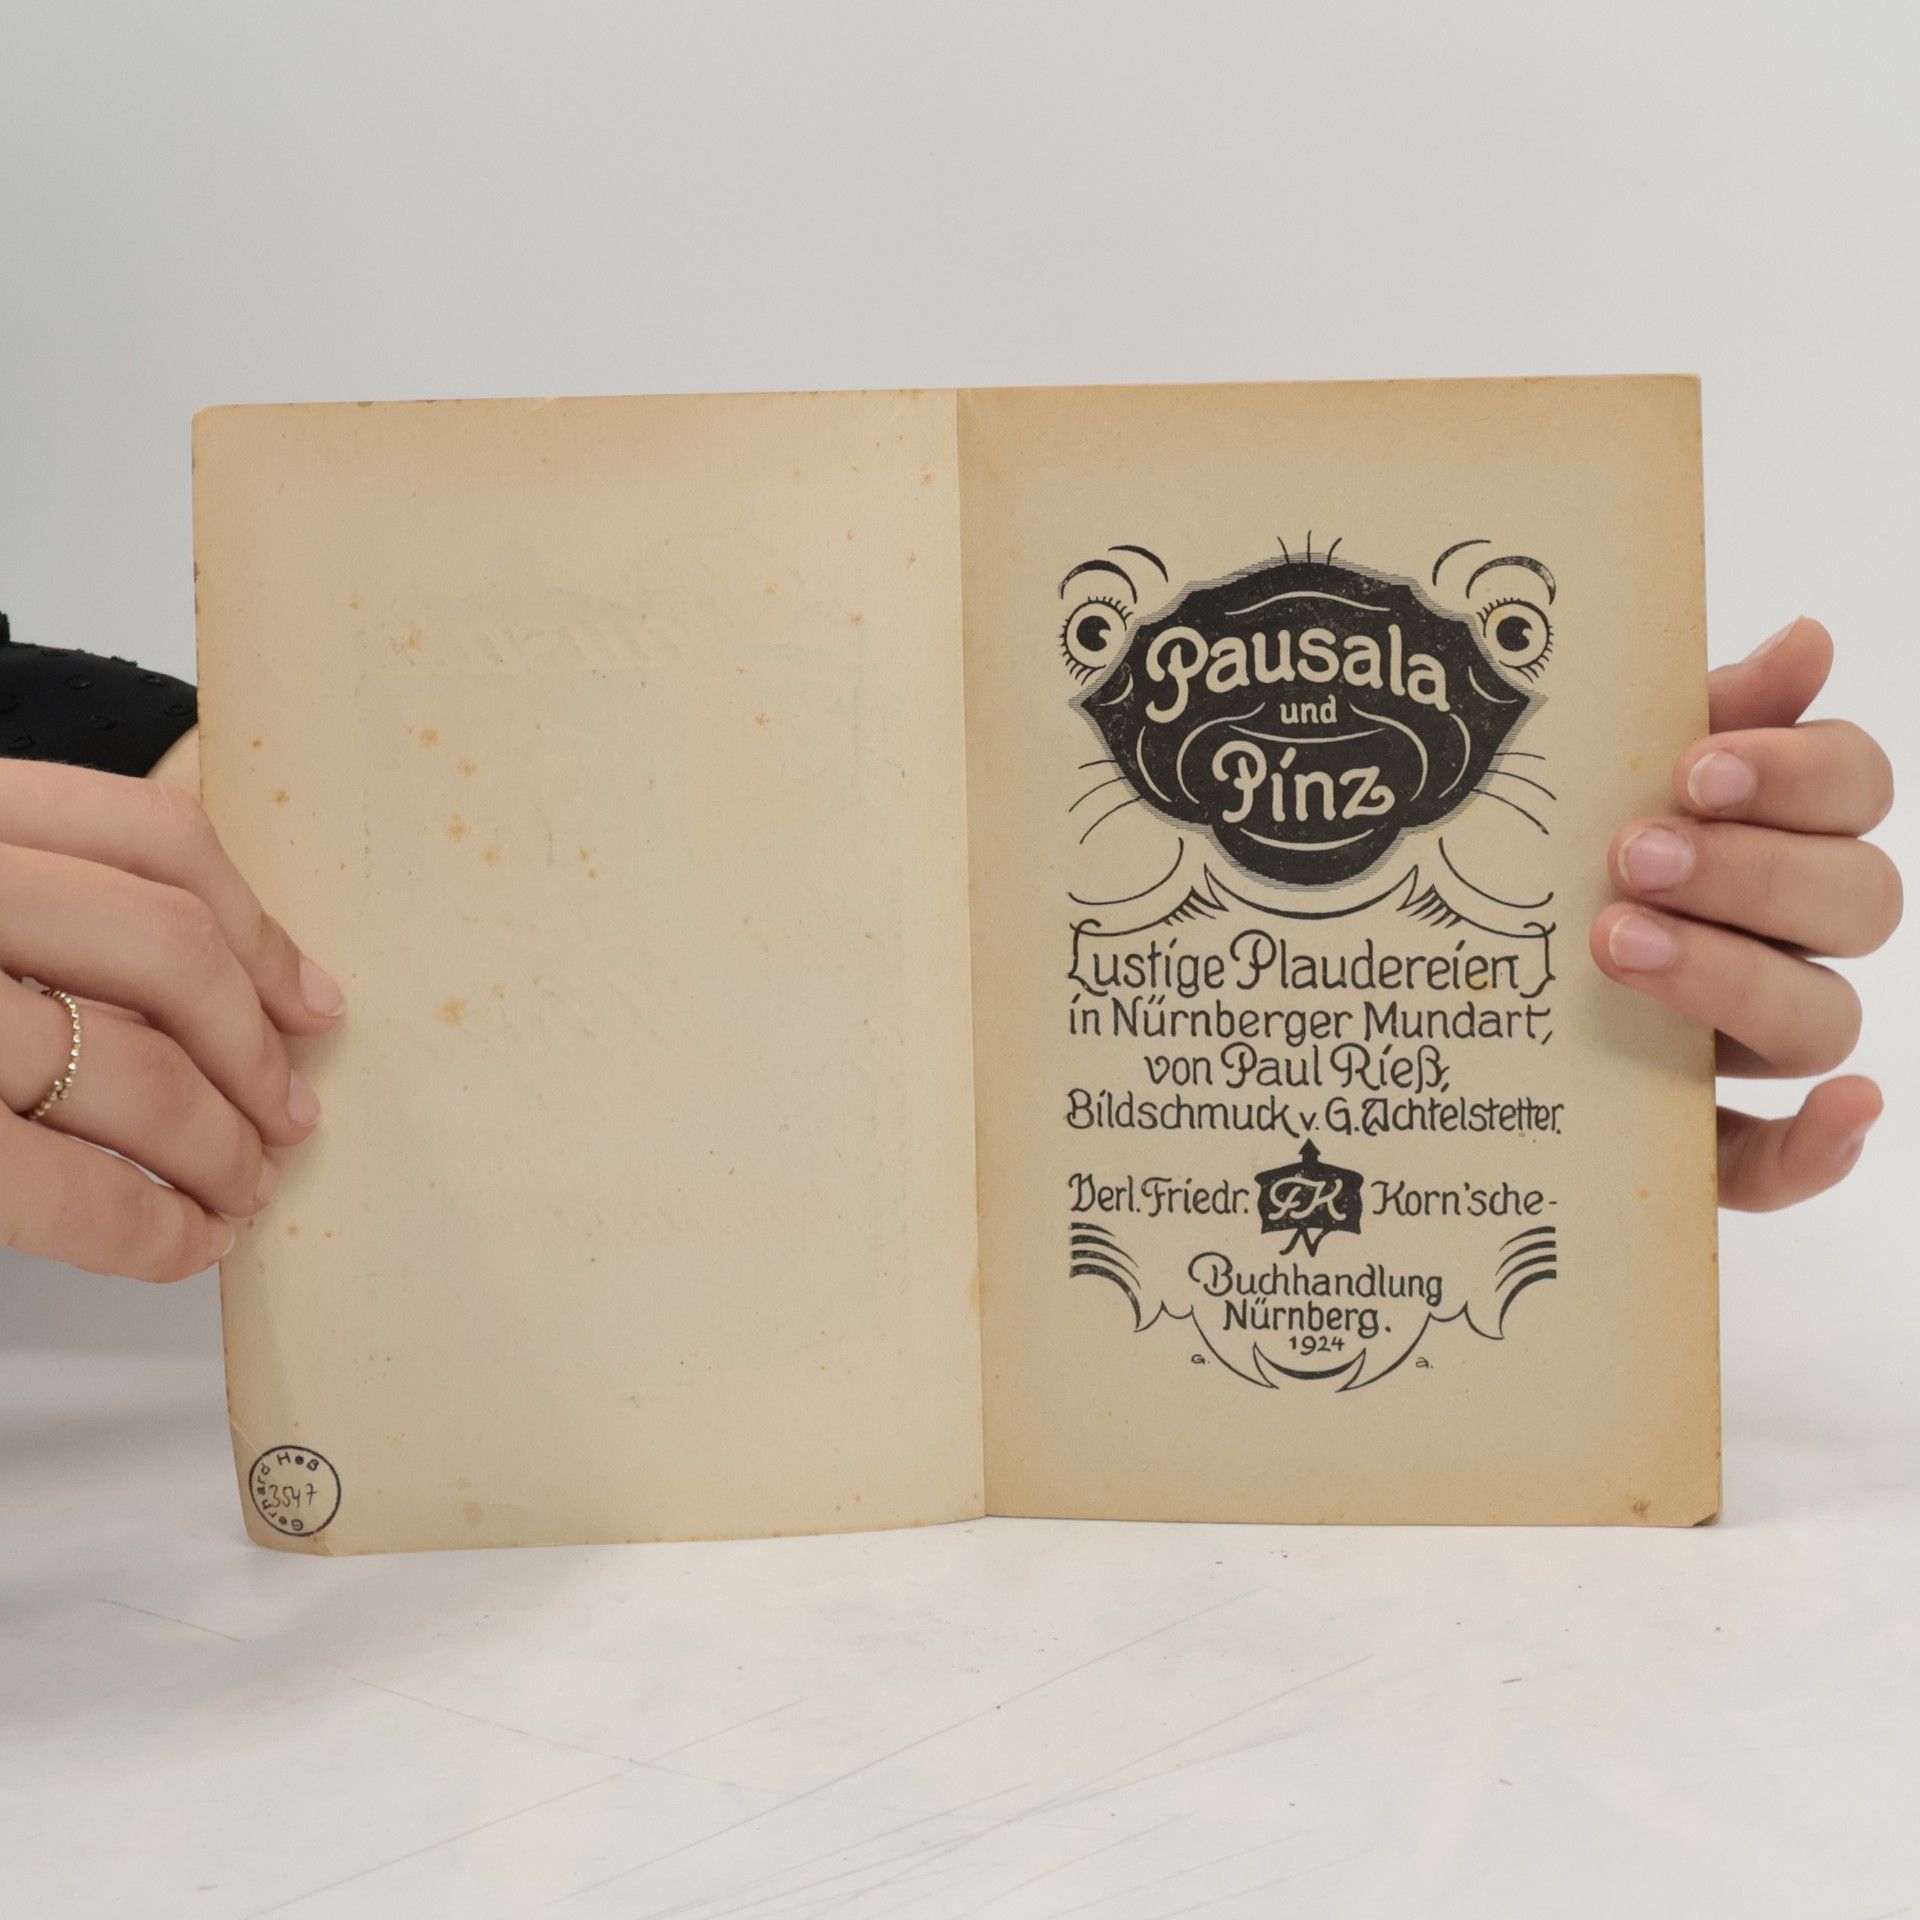 Gerhard Heß
3547
Pausala
und
Pinz
Lustige Plaudereien
in Nürnberger Mundart,
von Paul Rieß,
Bildschmuck v. G. Achtelstetter.
Verl. Friedr. FK Korn'sche-
N
Buchhandlung
Nürnberg.
1924
G. A.